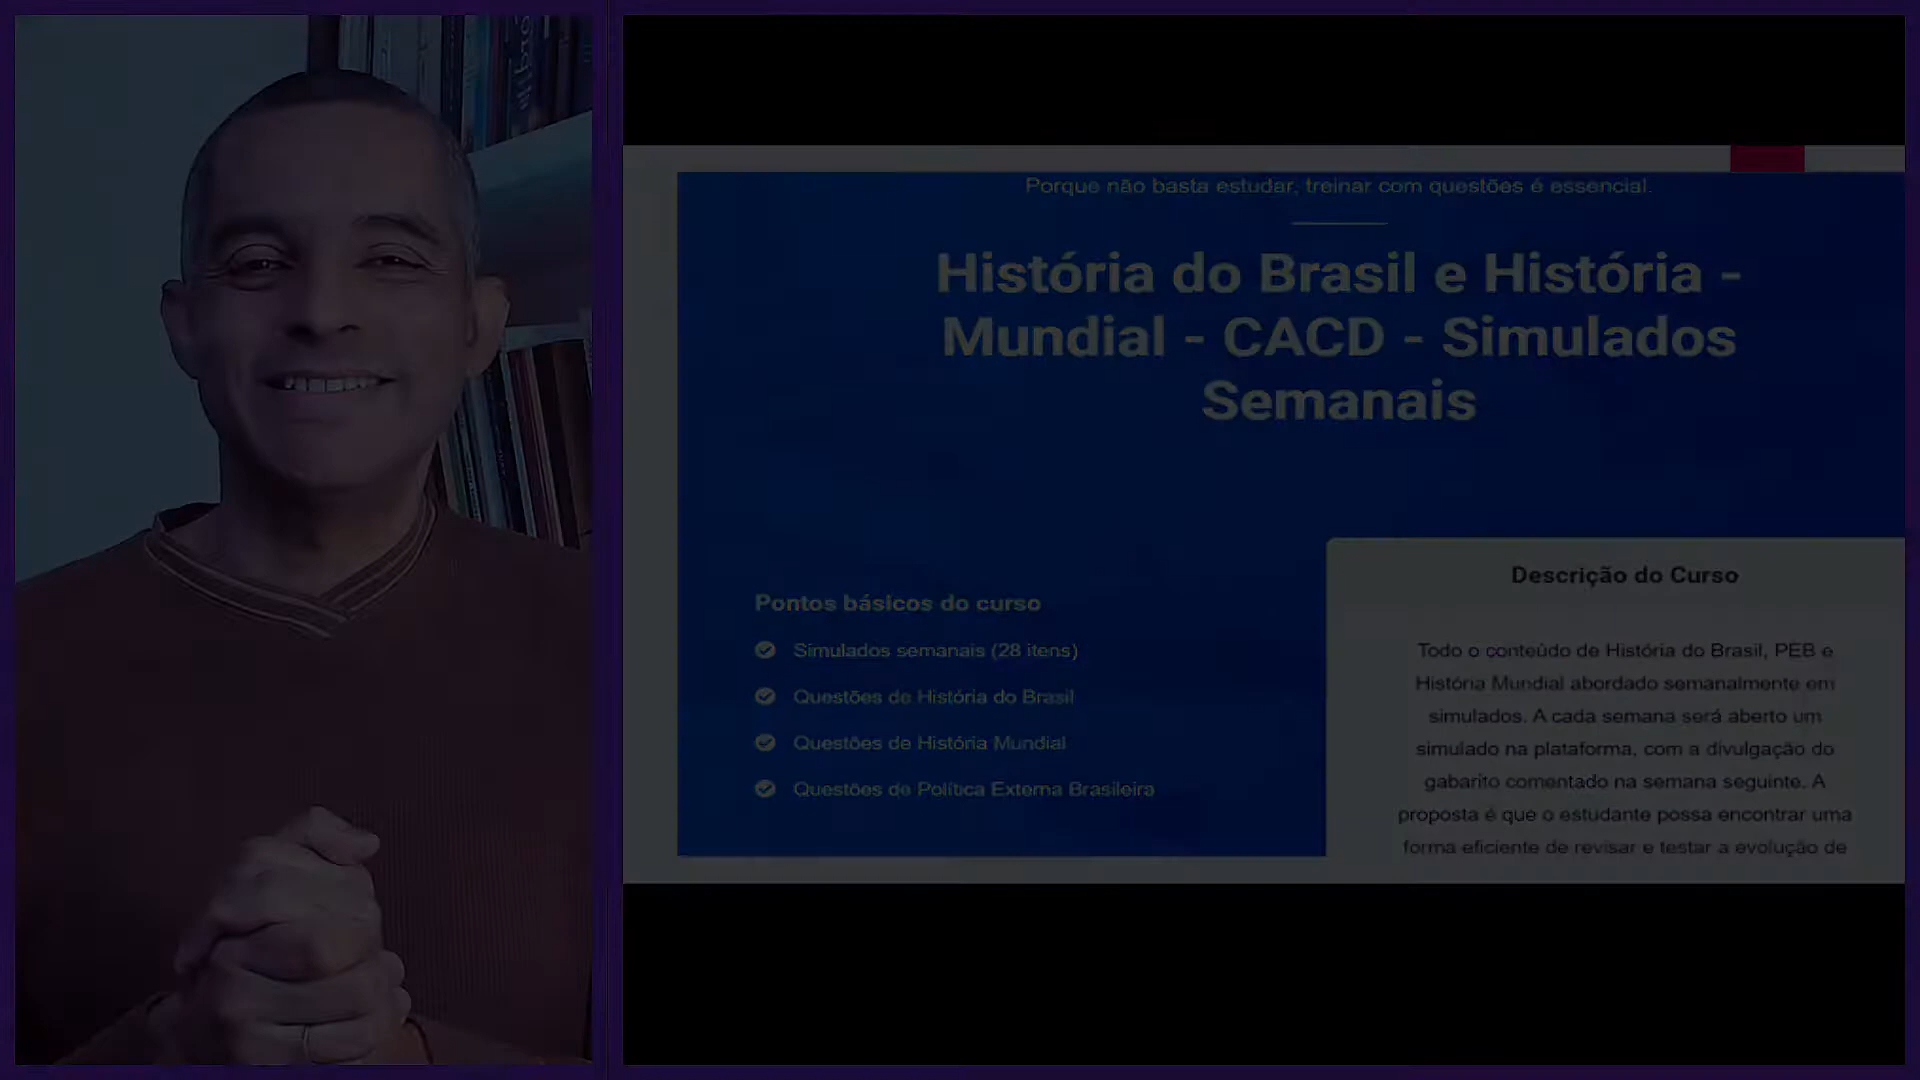 Porque não basta estudar, treinar com questões é essencial.
História do Brasil e História -
Mundial - CACD - Simulados
Semanais
Pontos básicos do curso
Simulados semanais (28 itens)
Questões de História do Brasil
Questões de História Mundial
Questões de Política Externa Brasileira
Descrição do Curso
Todo o conteúdo de História do Brasil, PEB e
História Mundial abordado semanalmente em
simulados. A cada semana será aberto um
simulado na plataforma, com a divulgação do
gabarito comentado na semana seguinte. A
proposta é que o estudante possa encontrar uma
forma eficiente de revisar e testar a evolução de